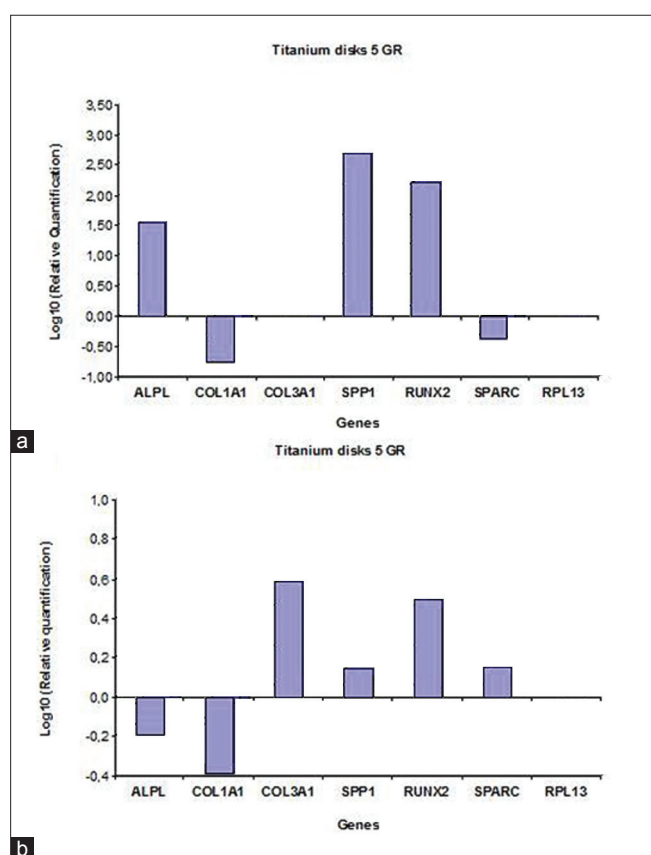 Titanium disks 5 GR
Log10 (Relative Quantification)
3,50
3,00
2,50
2,00
1,50
1,00
0,50
0,00
-0,50
-1,00
ALPL COL1A1 COL3A1 SPP1 RUNX2 SPARC RPL13
Genes
a
Titanium disks 5 GR
Log10 (Relative quantification)
1,0
0,8
0,6
0,4
0,2
0,0
-0,2
-0,4
ALPL COL1A1 COL3A1 SPP1 RUNX2 SPARC RPL13
Genes
b